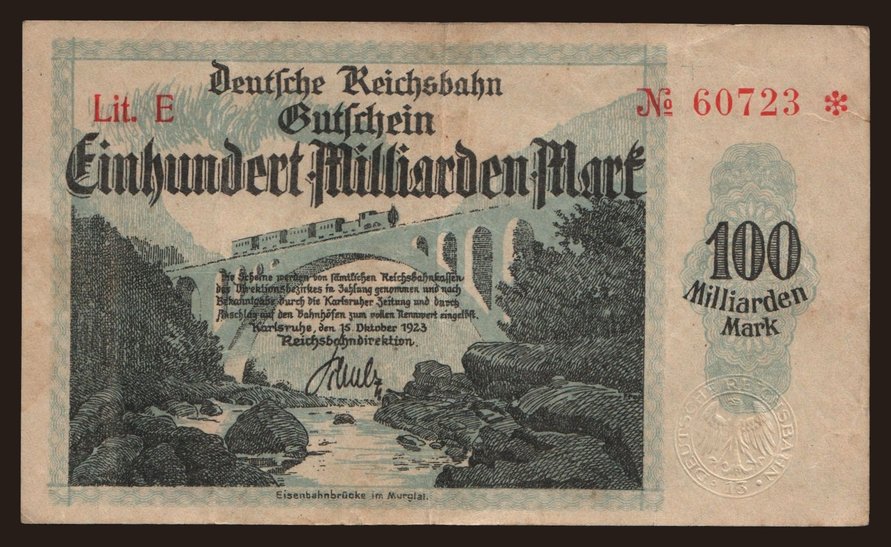 Deutsche Reichsbahn
Lit. E
№ 60723 *
Gutschein
Einhundert-Milliarden-Mark
Die Scheine werden von sämtlichen Reichsbahnkassen
des Direktionsbezirkes in Zahlung genommen und nach
Bekanntgabe durch die Karlsruher Zeitung und durch
Anschlag auf den Bahnhöfen zum vollen Nennwert eingelöst.
Karlsruhe, den 15. Oktober 1923
Reichsbahndirektion.
100
Milliarden
Mark
DEUTSCHE REICHSBAHN
Eisenbahnbrücke im Murgtal.